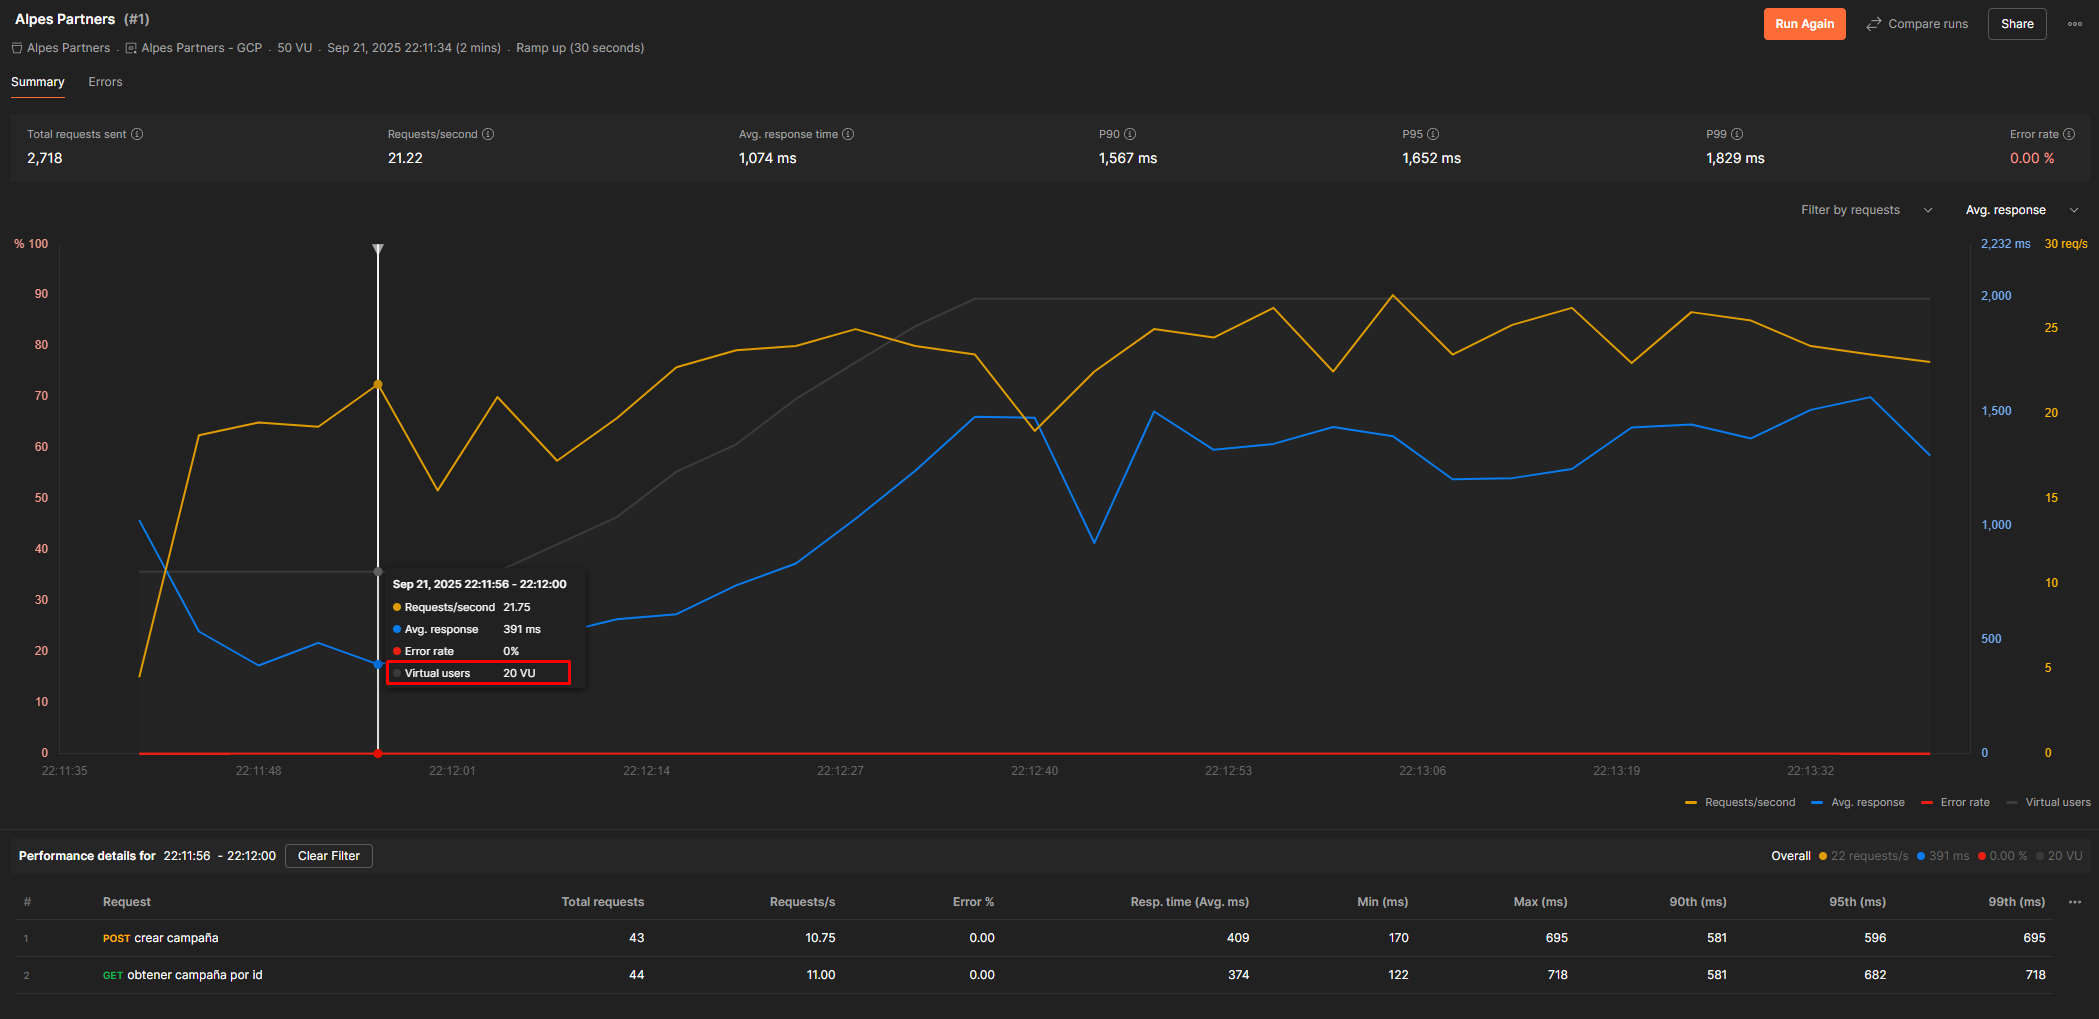 Alpes Partners (#1)
Run Again
Compare runs
Share
Alpes Partners . Alpes Partners - GCP . 50 VU . Sep 21, 2025 22:11:34 (2 mins) . Ramp up (30 seconds)
Summary
Errors
Total requests sent
Requests/second
Avg. response time
P90
P95
P99
Error rate
2,718
21.22
1,074 ms
1,567 ms
1,652 ms
1,829 ms
0.00 %
Filter by requests
Avg. response
% 100
90
80
70
60
50
40
30
20
10
0
2,232 ms
2,000
1,500
1,000
500
0
30 req/s
25
20
15
10
5
0
Sep 21, 2025 22:11:56 - 22:12:00
Requests/second 21.75
Avg. response 391 ms
Error rate 0%
Virtual users 20 VU
22:11:35
22:11:48
22:12:01
22:12:14
22:12:27
22:12:40
22:12:53
22:13:06
22:13:19
22:13:32
Requests/second
Avg. response
Error rate
Virtual users
Performance details for 22:11:56 - 22:12:00
Clear Filter
Overall 22 requests/s 391 ms 0.00 % 20 VU
# Request Total requests Requests/s Error % Resp. time (Avg. ms) Min (ms) Max (ms) 90th (ms) 95th (ms) 99th (ms)
1 POST crear campaña 43 10.75 0.00 409 170 695 581 596 695
2 GET obtener campaña por id 44 11.00 0.00 374 122 718 581 682 718